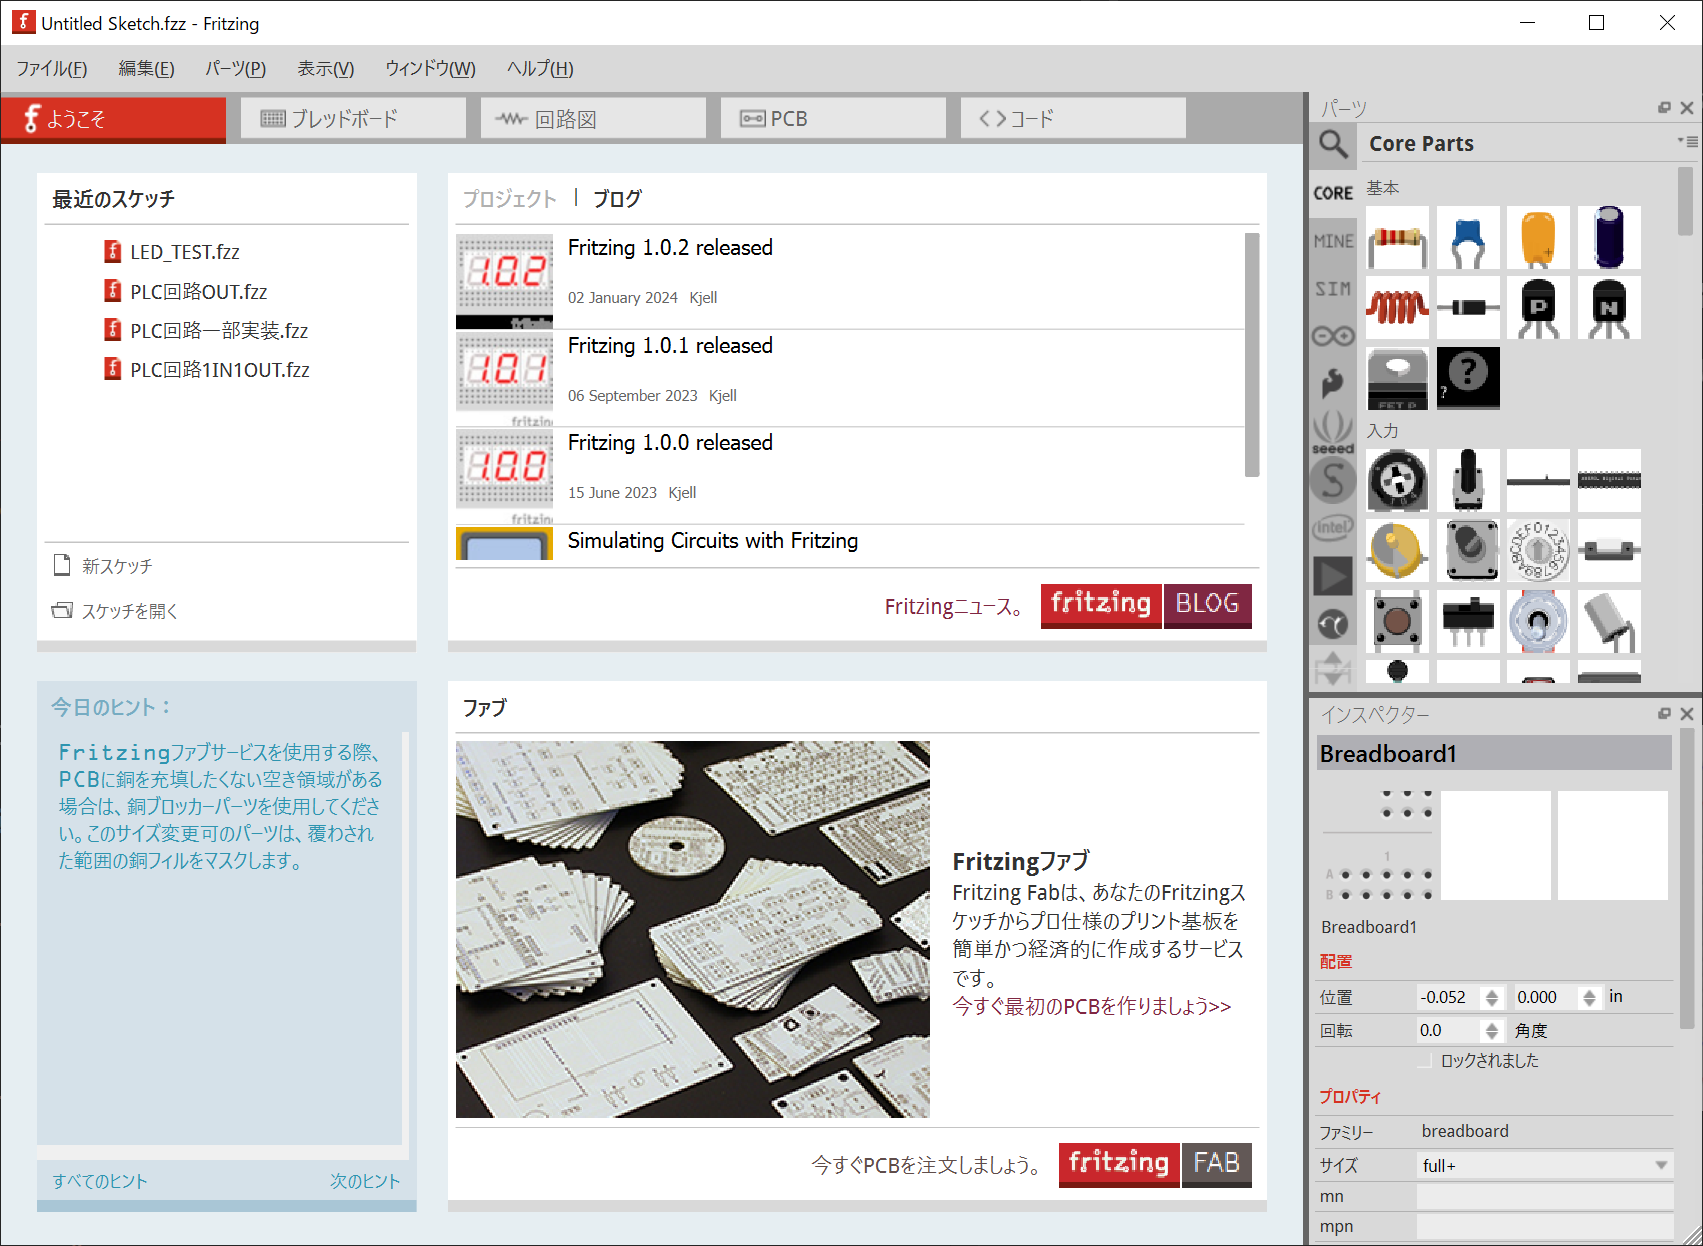 Untitled Sketch.fzz - Fritzing
ファイル(F) 編集(E) パーツ(P) 表示(V) ウィンドウ(W) ヘルプ(H)
ようこそ ブレッドボード 回路図 PCB コード
最近のスケッチ
LED_TEST.fzz
PLC回路OUT.fzz
PLC回路一部実装.fzz
PLC回路1IN1OUT.fzz
新スケッチ
スケッチを開く
プロジェクト | ブログ
1.0.2
Fritzing 1.0.2 released
02 January 2024 Kjell
1.0.1
Fritzing 1.0.1 released
06 September 2023 Kjell
1.0.0
Fritzing 1.0.0 released
15 June 2023 Kjell
Simulating Circuits with Fritzing
Fritzingニュース。 fritzing BLOG
今日のヒント：
Fritzingファブサービスを使用する際、
PCBに銅を充填したくない空き領域がある
場合は、銅ブロッカーパーツを使用してくださ
い。このサイズ変更可のパーツは、覆わされ
た範囲の銅フィルをマスクします。
すべてのヒント 次のヒント
ファブ
Fritzingファブ
Fritzing Fabは、あなたのFritzingス
ケッチからプロ仕様のプリント基板を
簡単かつ経済的に作成するサービス
です。
今すぐ最初のPCBを作りましょう>>
今すぐPCBを注文しましょう。 fritzing FAB
パーツ
Core Parts
CORE
MINE
SIM
seeed
intel
基本
P
N
FET P
?
?
入力
インスペクター
Breadboard1
1
A
B
Breadboard1
配置
位置 -0.052 0.000 in
回転 0.0 角度
ロックされました
プロパティ
ファミリー breadboard
サイズ full+
mn
mpn